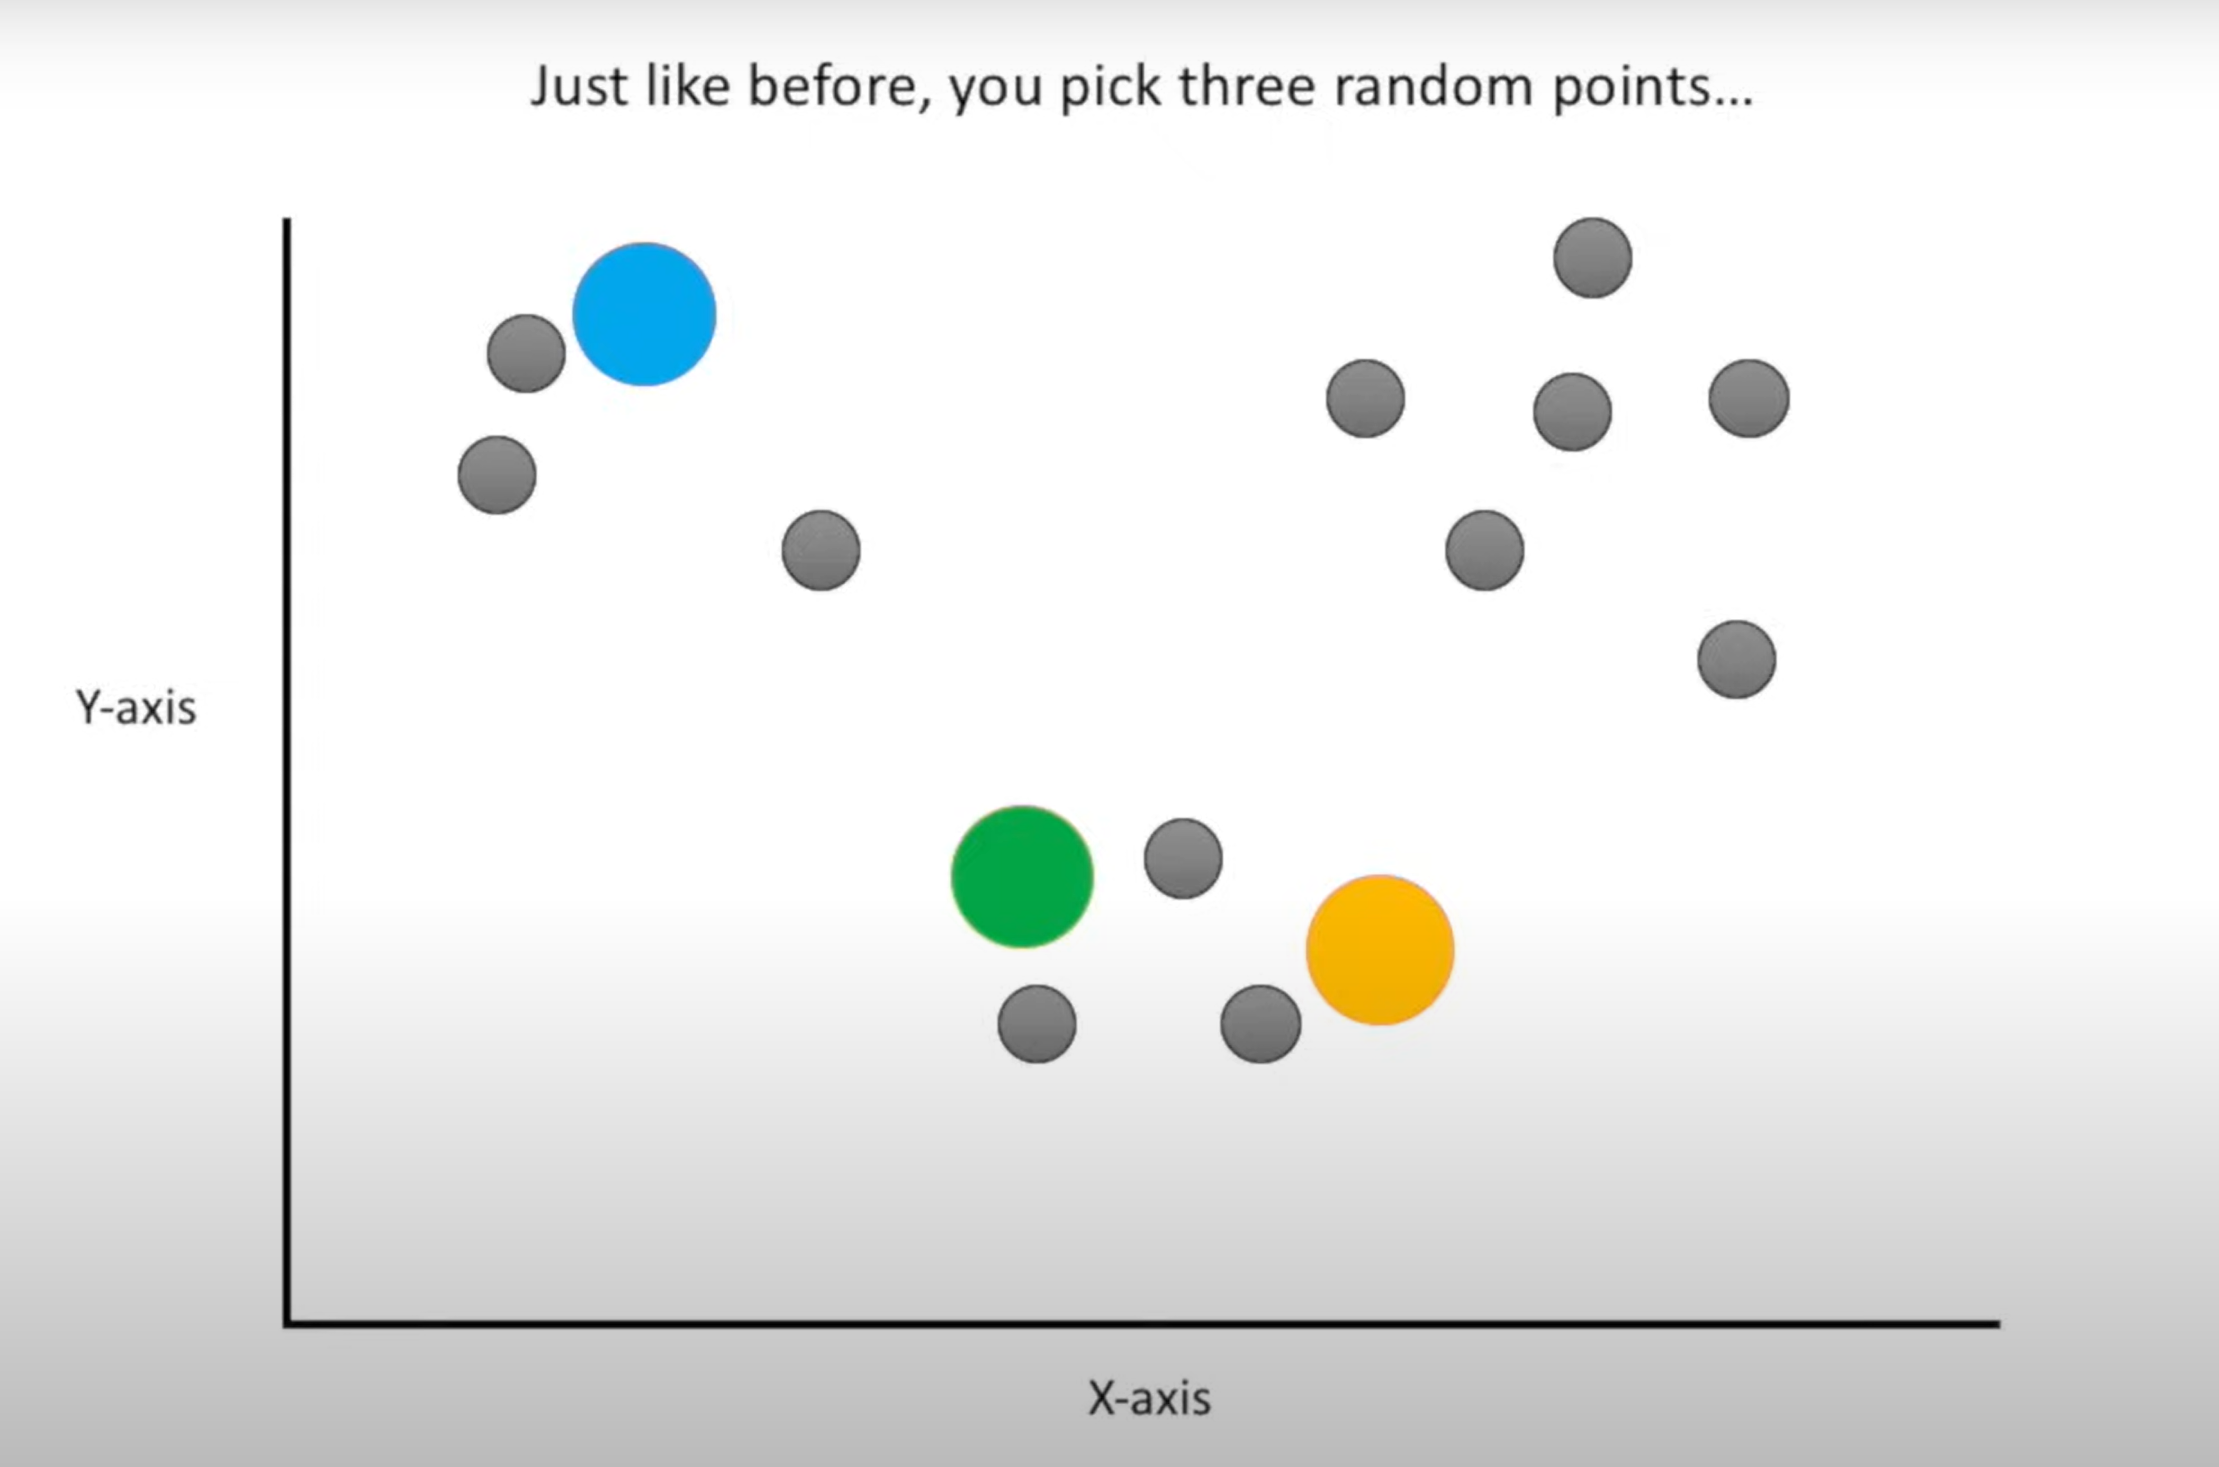 Just like before, you pick three random points...
Y-axis
X-axis